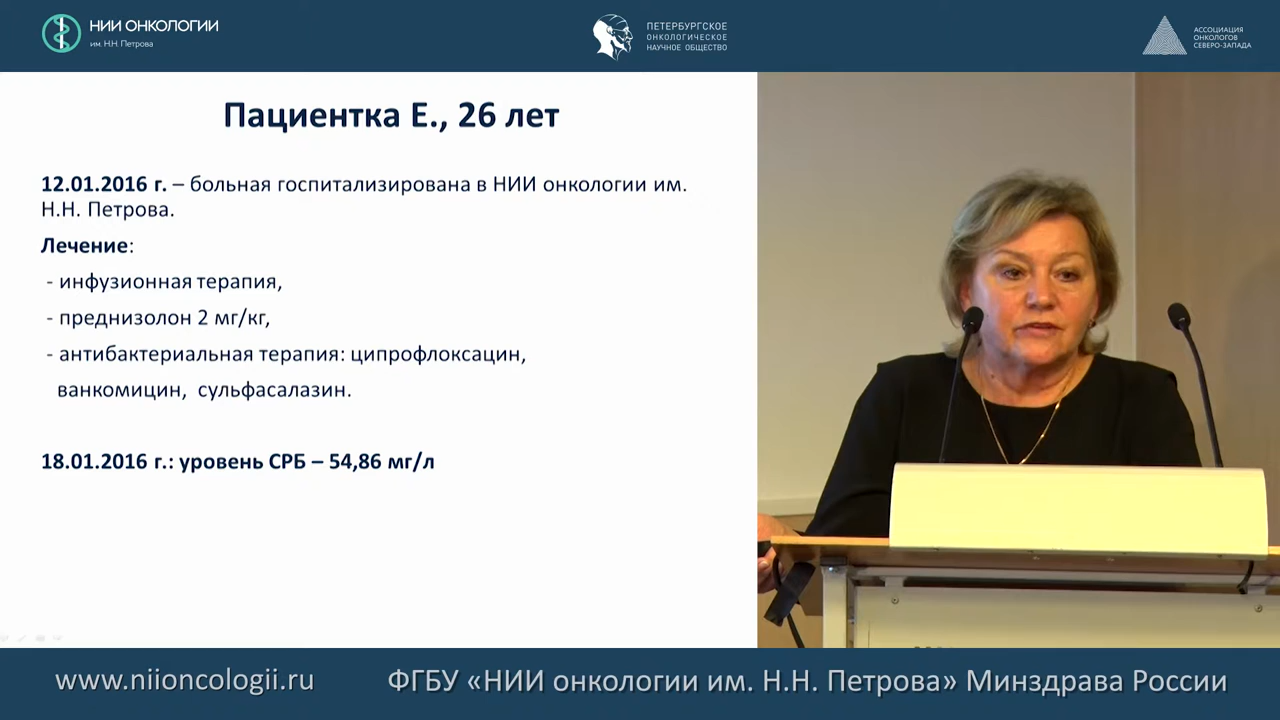 НИИ ОНКОЛОГИИ
им. Н.Н. Петрова
ПЕТЕРБУРГСКОЕ
ОНКОЛОГИЧЕСКОЕ
НАУЧНОЕ ОБЩЕСТВО
АССОЦИАЦИЯ
ОНКОЛОГОВ
СЕВЕРО-ЗАПАДА
Пациентка Е., 26 лет
12.01.2016 г. – больная госпитализирована в НИИ онкологии им.
Н.Н. Петрова.
Лечение:
- инфузионная терапия,
- преднизолон 2 мг/кг,
- антибактериальная терапия: ципрофлоксацин,
ванкомицин, сульфасалазин.
18.01.2016 г.: уровень СРБ – 54,86 мг/л
www.niioncologii.ru
ФГБУ «НИИ онкологии им. Н.Н. Петрова» Минздрава России